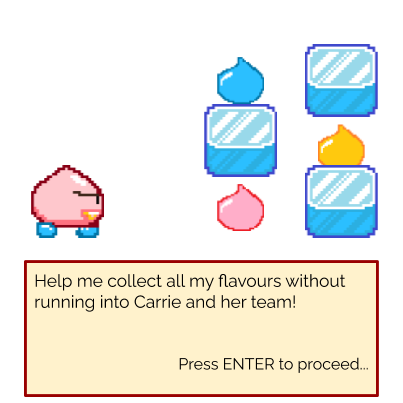 Help me collect all my flavours without
running into Carrie and her team!
Press ENTER to proceed...